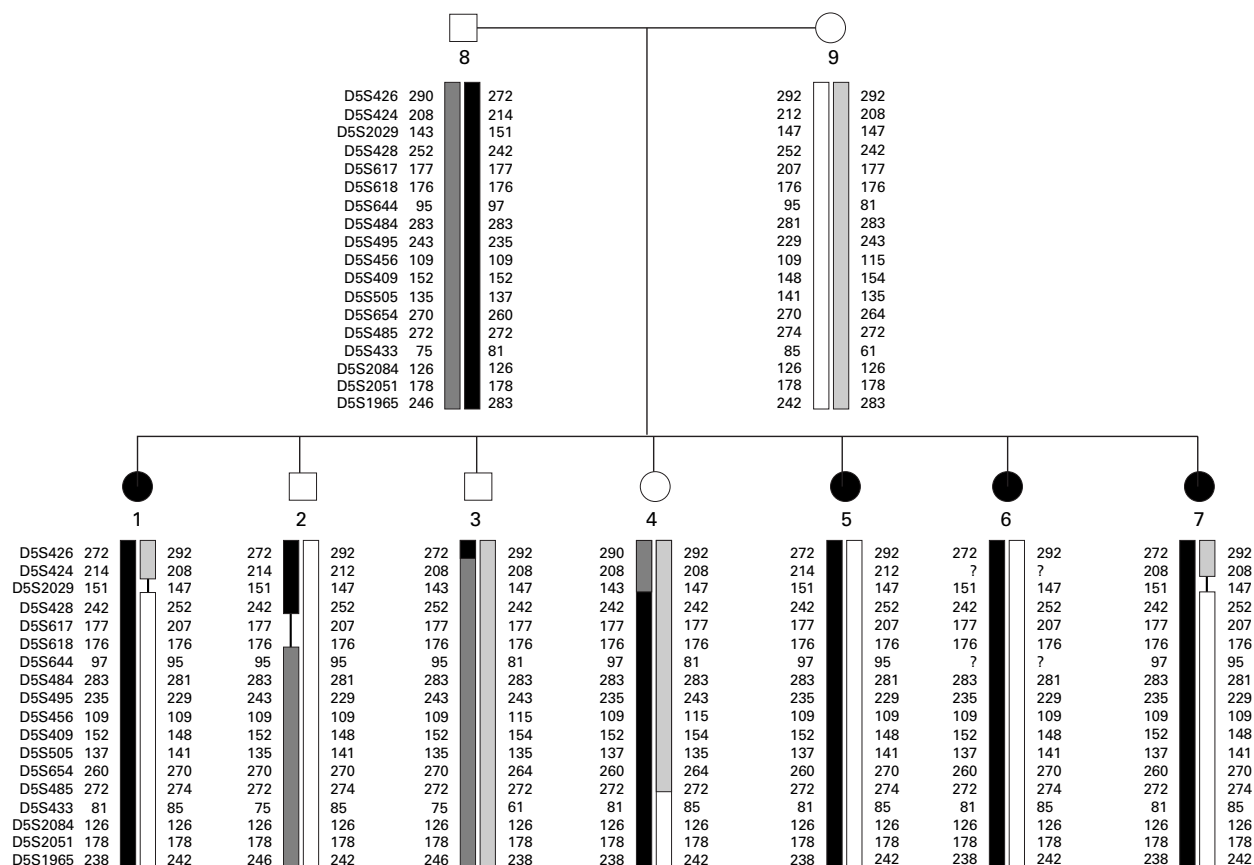 8 9
D5S426 290 272 292 292
D5S424 208 214 212 208
D5S2029 143 151 147 147
D5S428 252 242 252 242
D5S617 177 177 207 177
D5S618 176 176 176 176
D5S644 95 97 95 81
D5S484 283 283 281 283
D5S495 243 235 229 243
D5S456 109 109 109 115
D5S409 152 152 148 154
D5S505 135 137 141 135
D5S654 270 260 270 264
D5S485 272 272 274 272
D5S433 75 81 85 61
D5S2084 126 126 126 126
D5S2051 178 178 178 178
D5S1965 246 283 242 283
1 2 3 4 5 6 7
D5S426 272 292 272 292 272 292 290 292 272 292 272 292 272 292
D5S424 214 208 214 212 208 208 208 208 214 212 ? ? 208 208
D5S2029 151 147 151 147 143 147 143 147 151 147 151 147 151 147
D5S428 242 252 242 252 252 242 242 242 242 252 242 252 242 252
D5S617 177 207 177 207 177 177 177 177 177 207 177 207 177 207
D5S618 176 176 176 176 176 176 176 176 176 176 176 176 176 176
D5S644 97 95 95 95 95 81 97 81 97 95 ? ? 97 95
D5S484 283 281 283 281 283 283 283 283 283 281 283 281 283 281
D5S495 235 229 243 229 243 243 235 243 235 229 235 229 235 229
D5S456 109 109 109 109 109 115 109 115 109 109 109 109 109 109
D5S409 152 148 152 148 152 154 152 154 152 148 152 148 152 148
D5S505 137 141 135 141 135 135 137 135 137 141 137 141 137 141
D5S654 260 270 270 270 270 264 260 264 260 270 260 270 260 270
D5S485 272 274 272 274 272 272 272 272 272 274 272 274 272 274
D5S433 81 85 75 85 75 61 81 85 81 85 81 85 81 85
D5S2084 126 126 126 126 126 126 126 126 126 126 126 126 126 126
D5S2051 178 178 178 178 178 178 178 178 178 178 178 178 178 178
D5S1965 238 242 246 242 246 238 238 242 238 242 238 242 238 242